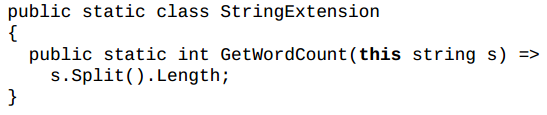 public static class StringExtension
{
  public static int GetWordCount(this string s) =>
    s.Split().Length;
}